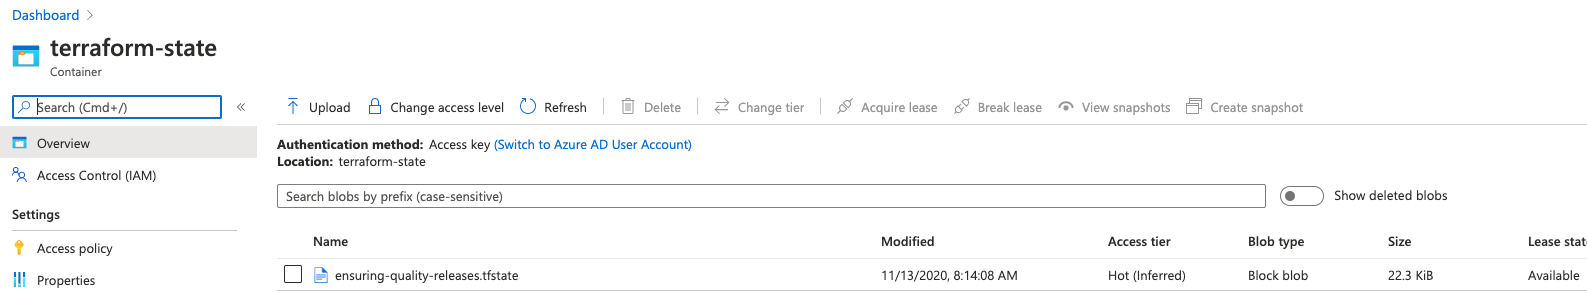 Dashboard >
terraform-state
Container
Search (Cmd+/)
«
Upload Change access level Refresh Delete Change tier Acquire lease Break lease View snapshots Create snapshot
Overview
Access Control (IAM)
Settings
Access policy
Properties
Authentication method: Access key (Switch to Azure AD User Account)
Location: terraform-state
Search blobs by prefix (case-sensitive)
Show deleted blobs
Name Modified Access tier Blob type Size Lease stat
ensuring-quality-releases.tfstate 11/13/2020, 8:14:08 AM Hot (Inferred) Block blob 22.3 KiB Available